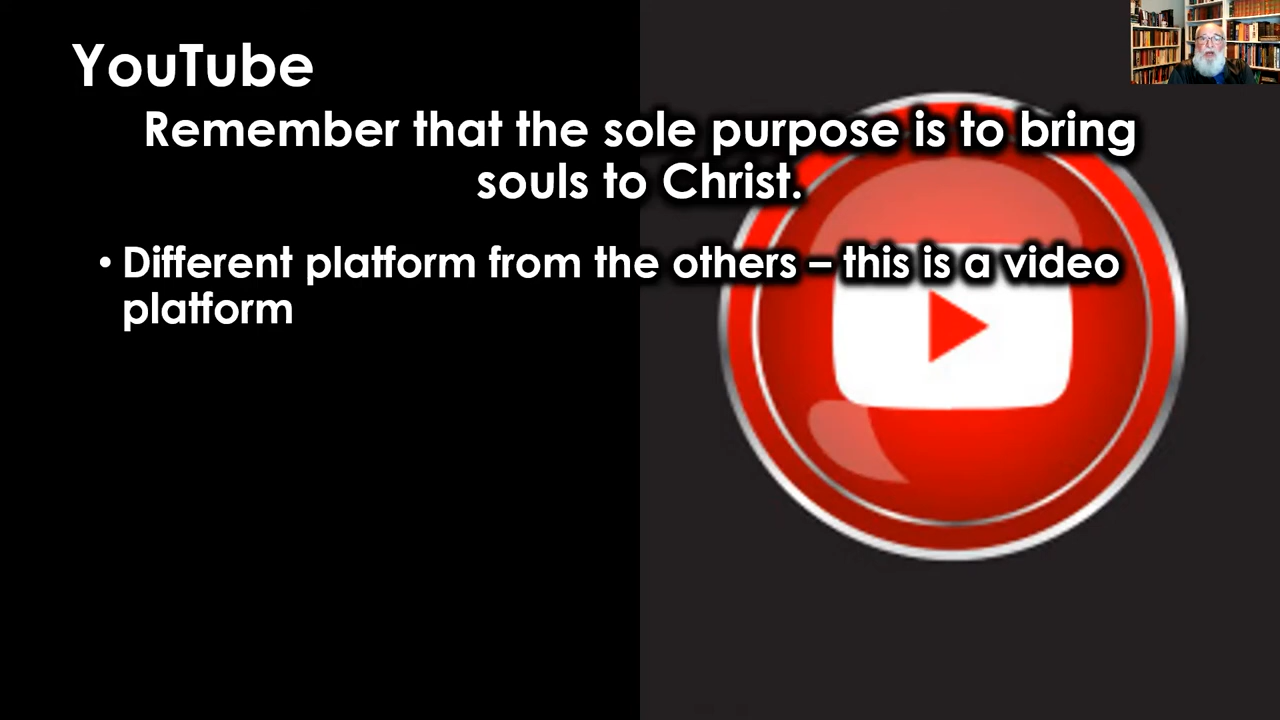 YouTube
Remember that the sole purpose is to bring
souls to Christ.
• Different platform from the others – this is a video
platform